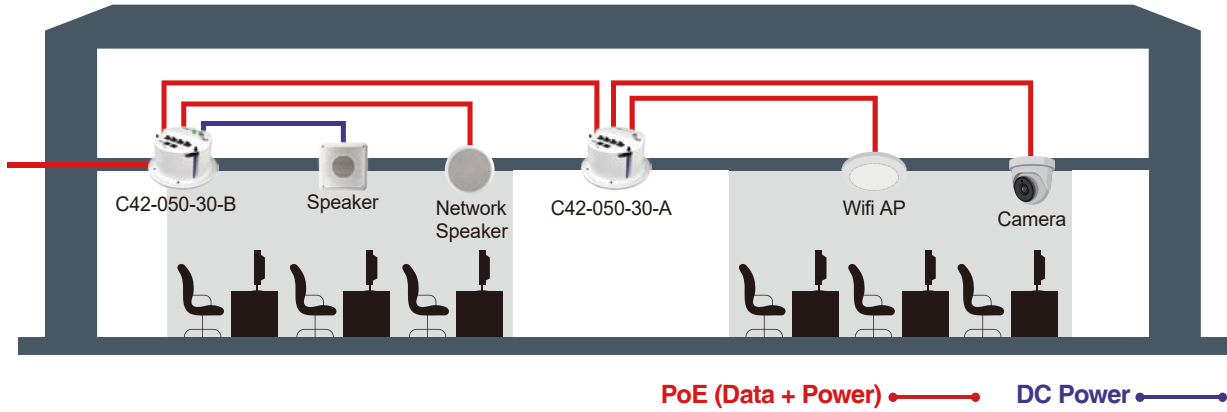 C42-050-30-B
Speaker
Network
Speaker
C42-050-30-A
Wifi AP
Camera
PoE (Data + Power)
DC Power